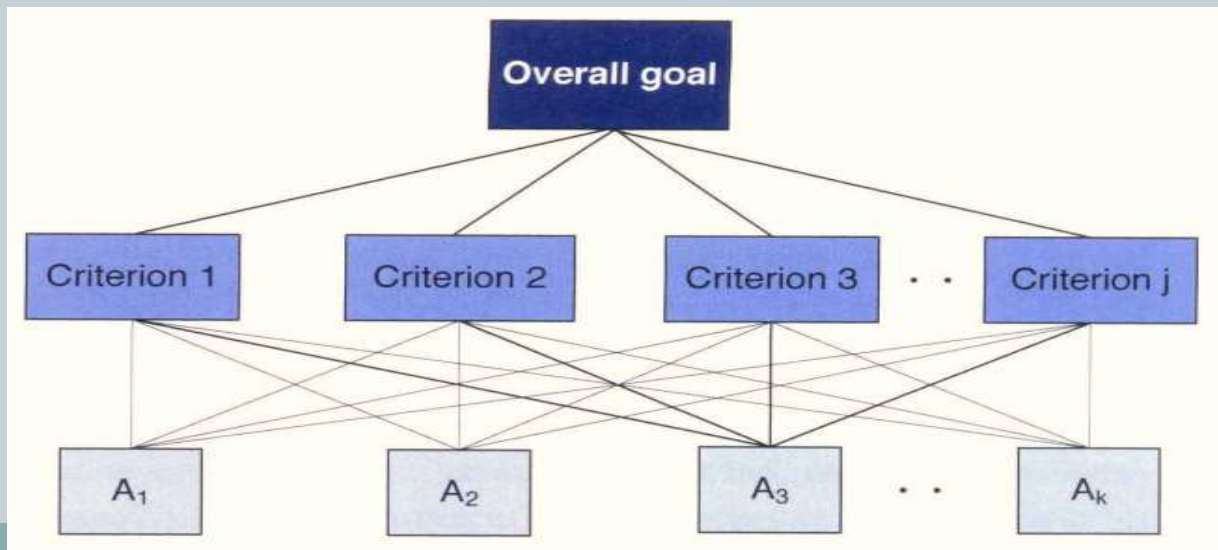 Overall goal
Criterion 1
Criterion 2
Criterion 3
. .
Criterion j
A₁
A₂
A₃
. .
Aₖ